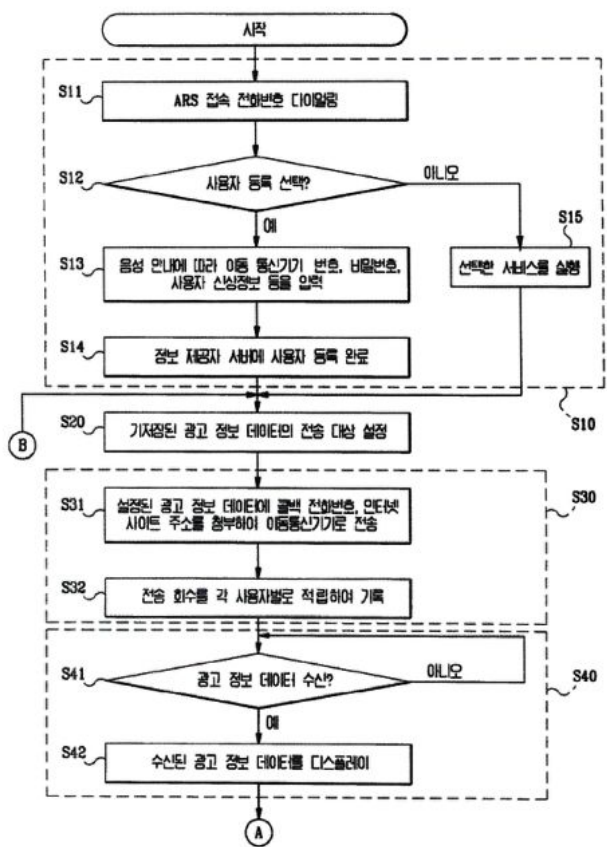 시작
S11
ARS 접속 전화번호 다이얼링
S12
사용자 등록 선택?
아니오
예
S15
선택한 서비스를 실행
S13
음성 안내에 따라 이동 통신기기 번호, 비밀번호,
사용자 신상정보 등을 입력
S14
정보 제공자 서버에 사용자 등록 완료
S10
B
S20
기저장된 광고 정보 데이터의 전송 대상 설정
S31
설정된 광고 정보 데이터에 콜백 전화번호, 인터넷
사이트 주소를 첨부하여 이동통신기기로 전송
S30
S32
전송 회수를 각 사용자별로 적립하여 기록
S41
광고 정보 데이터 수신?
아니오
S40
예
S42
수신된 광고 정보 데이터를 디스플레이
A